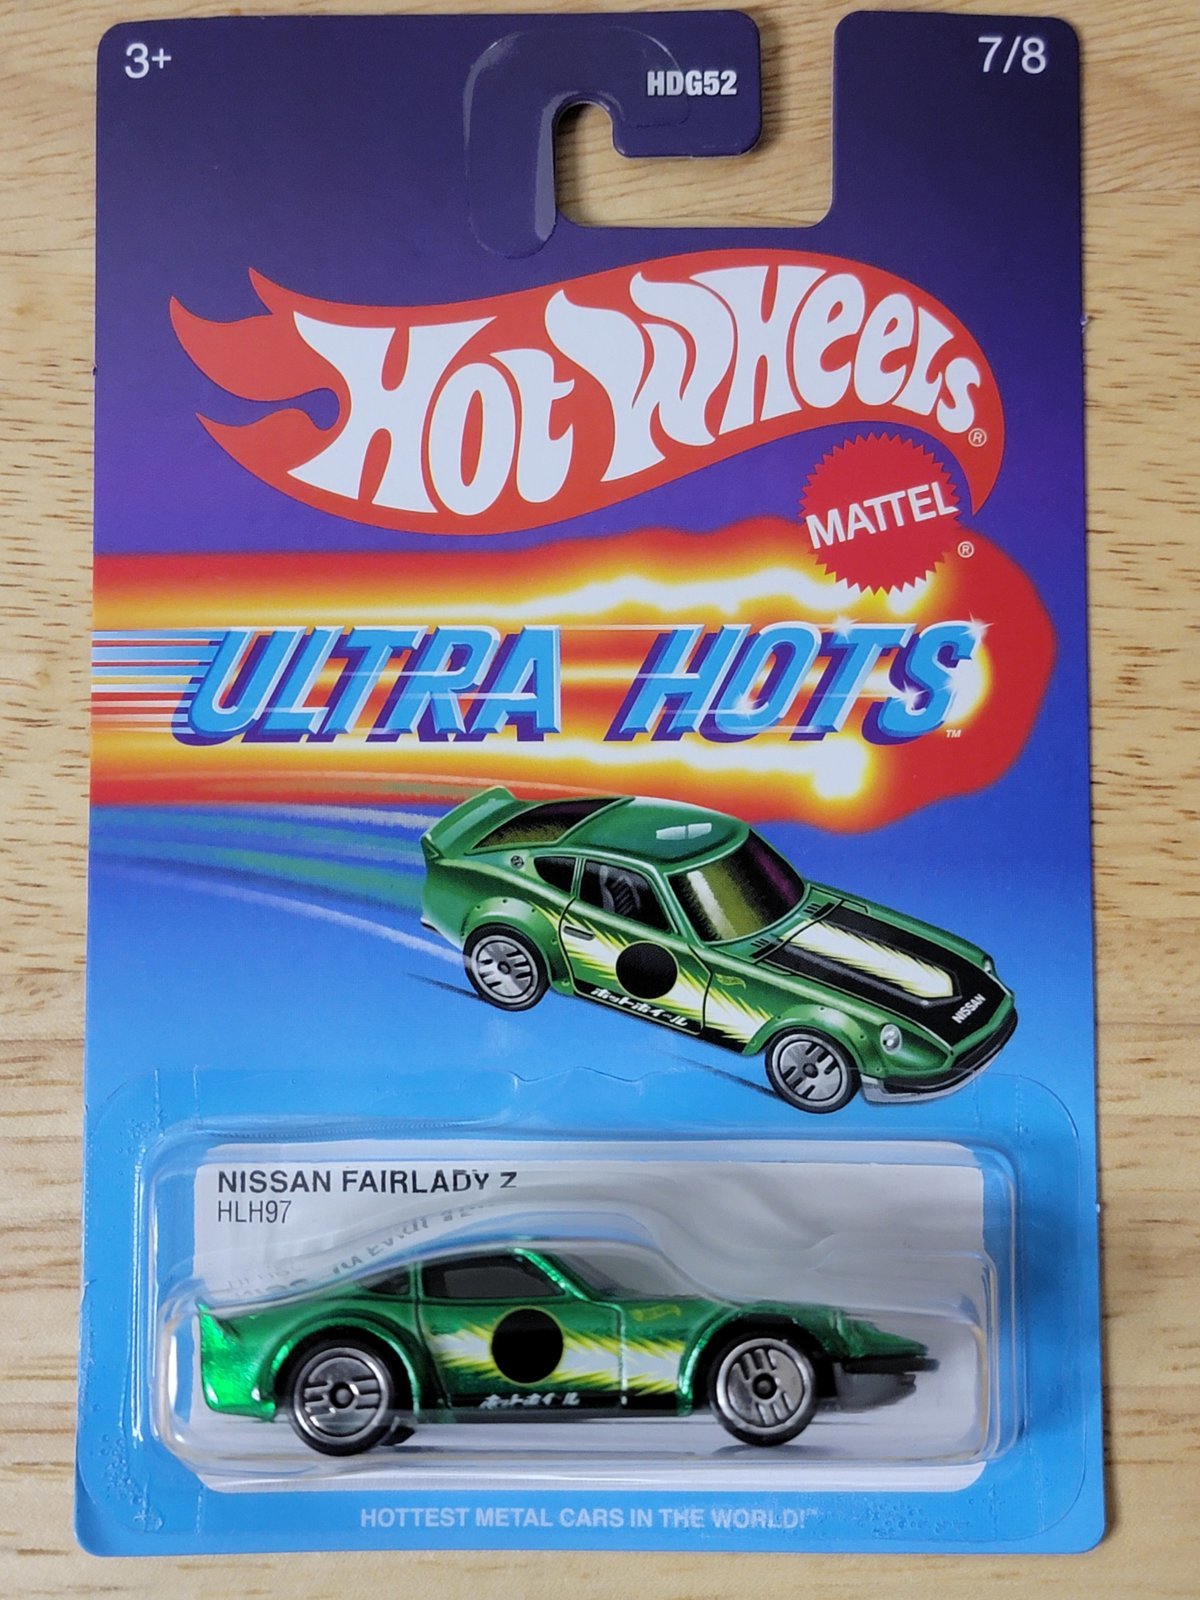 3+
HDG52
7/8
HOT WHEELS®
MATTEL®
ULTRA HOTS™
NISSAN
ホットホイール
NISSAN FAIRLADY Z
HLH97
ホットホイール
HOTTEST METAL CARS IN THE WORLD!